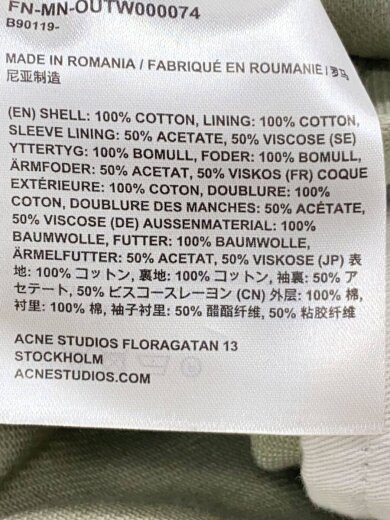 FN-MN-OUTW000074
B90119-
MADE IN ROMANIA / FABRIQUÉ EN ROUMANIE / 罗马
尼亚制造
(EN) SHELL: 100% COTTON, LINING: 100% COTTON,
SLEEVE LINING: 50% ACETATE, 50% VISCOSE (SE)
YTTERTYG: 100% BOMULL, FODER: 100% BOMULL,
ÄRMFODER: 50% ACETAT, 50% VISKOS (FR) COQUE
EXTÉRIEURE: 100% COTON, DOUBLURE: 100%
COTON, DOUBLURE DES MANCHES: 50% ACÉTATE,
50% VISCOSE (DE) AUSSENMATERIAL: 100%
BAUMWOLLE, FUTTER: 100% BAUMWOLLE,
ÄRMELFUTTER: 50% ACETAT, 50% VISKOSE (JP) 表
地: 100% コットン, 裏地: 100% コットン, 袖裏: 50% ア
セテート, 50% ビスコースレーヨン (CN) 外层: 100% 棉,
衬里: 100% 棉, 袖子衬里: 50% 醋酯纤维, 50% 粘胶纤维
ACNE STUDIOS FLORAGATAN 13
STOCKHOLM
ACNESTUDIOS.COM